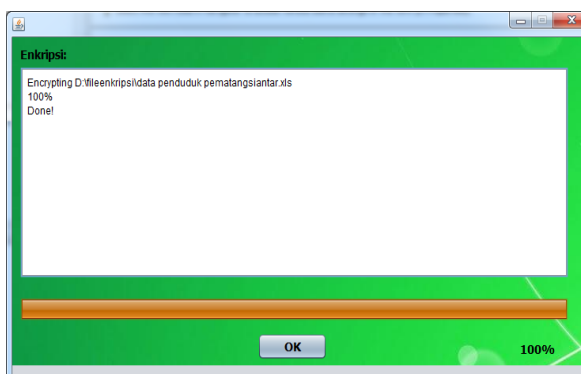 Enkripsi:
Encrypting D:\fileenkripsi\data penduduk pematangsiantar.xls
100%
Done!
OK
100%